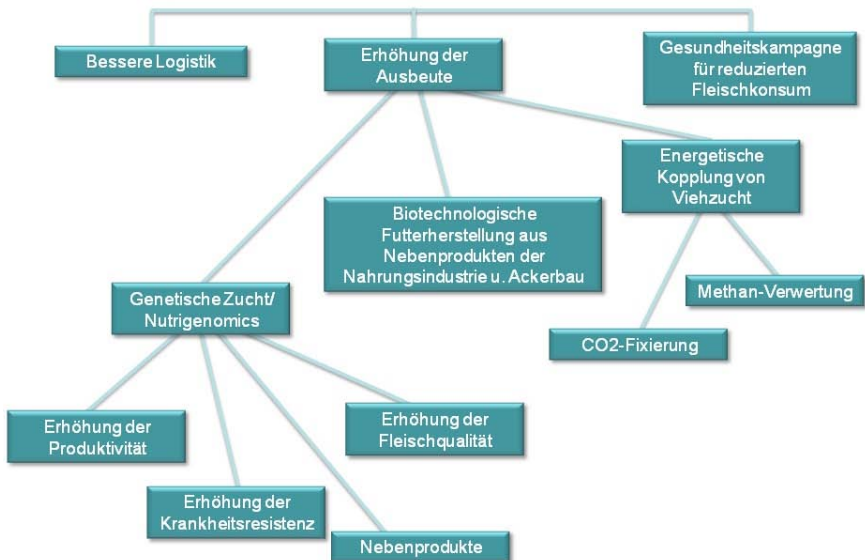 Bessere Logistik
Erhöhung der
Ausbeute
Gesundheitskampagne
für reduzierten
Fleischkonsum
Energetische
Kopplung von
Viehzucht
Biotechnologische
Futterherstellung aus
Nebenprodukten der
Nahrungsindustrie u. Ackerbau
Genetische Zucht/
Nutrigenomics
Methan-Verwertung
CO2-Fixierung
Erhöhung der
Produktivität
Erhöhung der
Fleischqualität
Erhöhung der
Krankheitsresistenz
Nebenprodukte